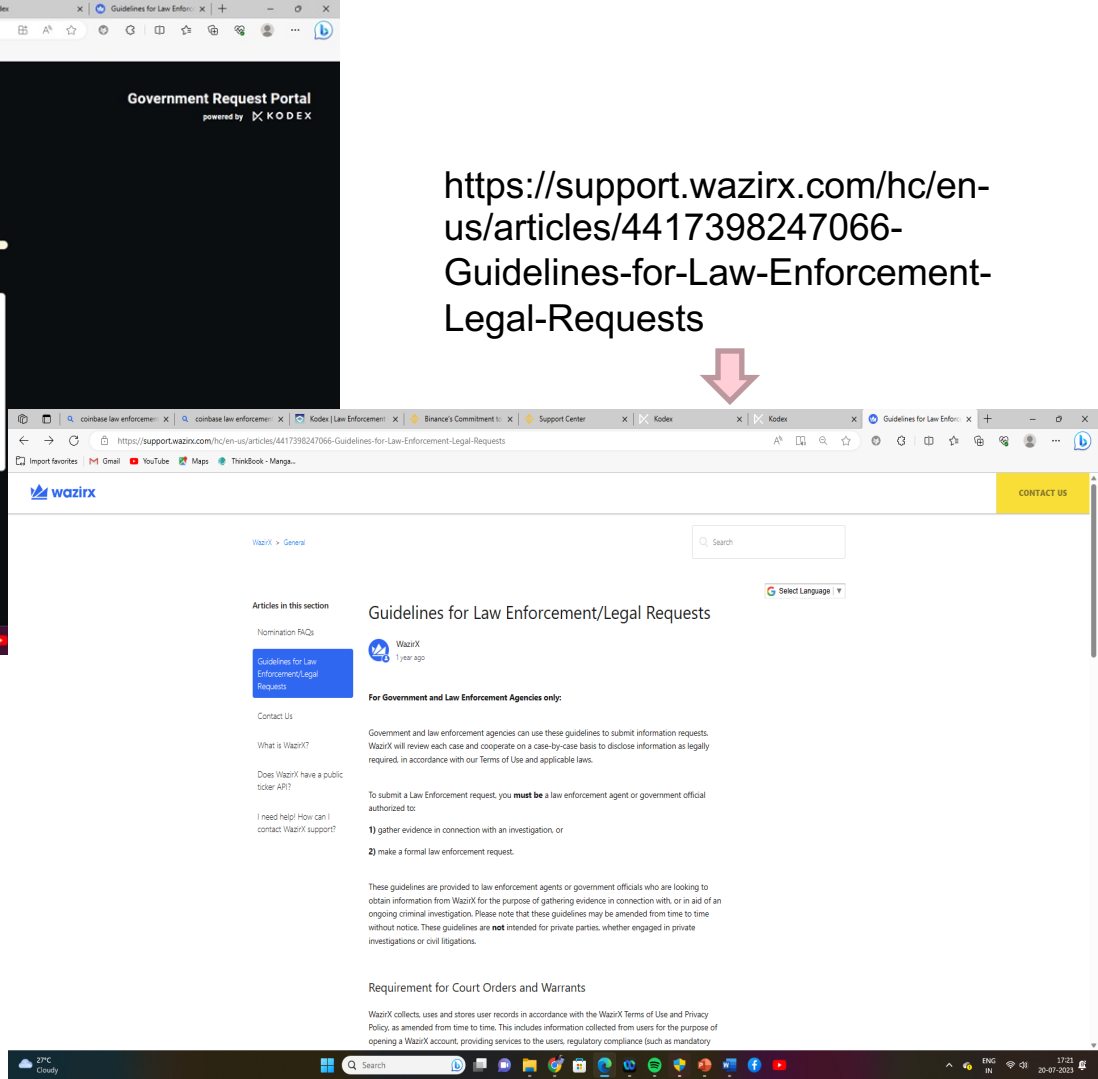 dex
Guidelines for Law Enforc
Government Request Portal
powered by KODEX
https://support.wazirx.com/hc/en-
us/articles/4417398247066-
Guidelines-for-Law-Enforcement-
Legal-Requests
coinbase law enforcemen
coinbase law enforcemen
Kodex | Law Enforcement
Binance's Commitment to
Support Center
Kodex
Kodex
Guidelines for Law Enforc
https://support.wazirx.com/hc/en-us/articles/4417398247066-Guidelines-for-Law-Enforcement-Legal-Requests
Import favorites
Gmail
YouTube
Maps
ThinkBook - Manga...
wazirx
CONTACT US
WazirX > General
Search
Select Language
Articles in this section
Nomination FAQs
Guidelines for Law
Enforcement/Legal
Requests
Contact Us
What is WazirX?
Does WazirX have a public
ticker API?
I need help! How can I
contact WazirX support?
Guidelines for Law Enforcement/Legal Requests
WazirX
1 year ago
For Government and Law Enforcement Agencies only:
Government and law enforcement agencies can use these guidelines to submit information requests.
WazirX will review each case and cooperate on a case-by-case basis to disclose information as legally
required, in accordance with our Terms of Use and applicable laws.
To submit a Law Enforcement request, you must be a law enforcement agent or government official
authorized to:
1) gather evidence in connection with an investigation, or
2) make a formal law enforcement request.
These guidelines are provided to law enforcement agents or government officials who are looking to
obtain information from WazirX for the purpose of gathering evidence in connection with, or in aid of an
ongoing criminal investigation. Please note that these guidelines may be amended from time to time
without notice. These guidelines are not intended for private parties, whether engaged in private
investigations or civil litigations.
Requirement for Court Orders and Warrants
WazirX collects, uses and stores user records in accordance with the WazirX Terms of Use and Privacy
Policy, as amended from time to time. This includes information collected from users for the purpose of
opening a WazirX account, providing services to the users, regulatory compliance (such as mandatory
27°C
Cloudy
Search
ENG
IN
17:21
20-07-2023